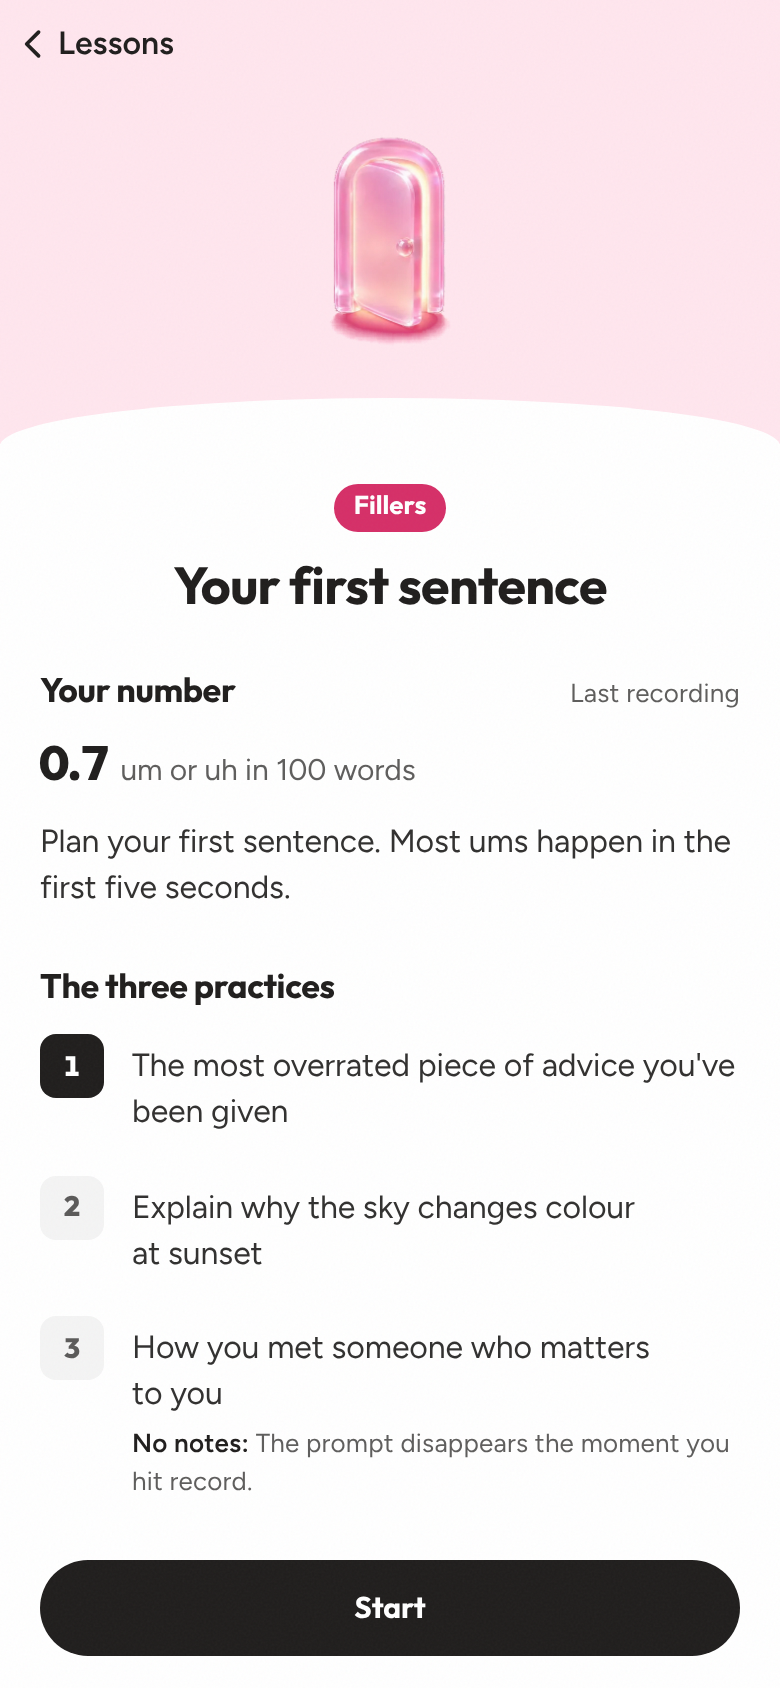 Lessons
Fillers
Your first sentence
Your number
Last recording
0.7 um or uh in 100 words
Plan your first sentence. Most ums happen in the
first five seconds.
The three practices
1 The most overrated piece of advice you've
been given
2 Explain why the sky changes colour
at sunset
3 How you met someone who matters
to you
No notes: The prompt disappears the moment you
hit record.
Start